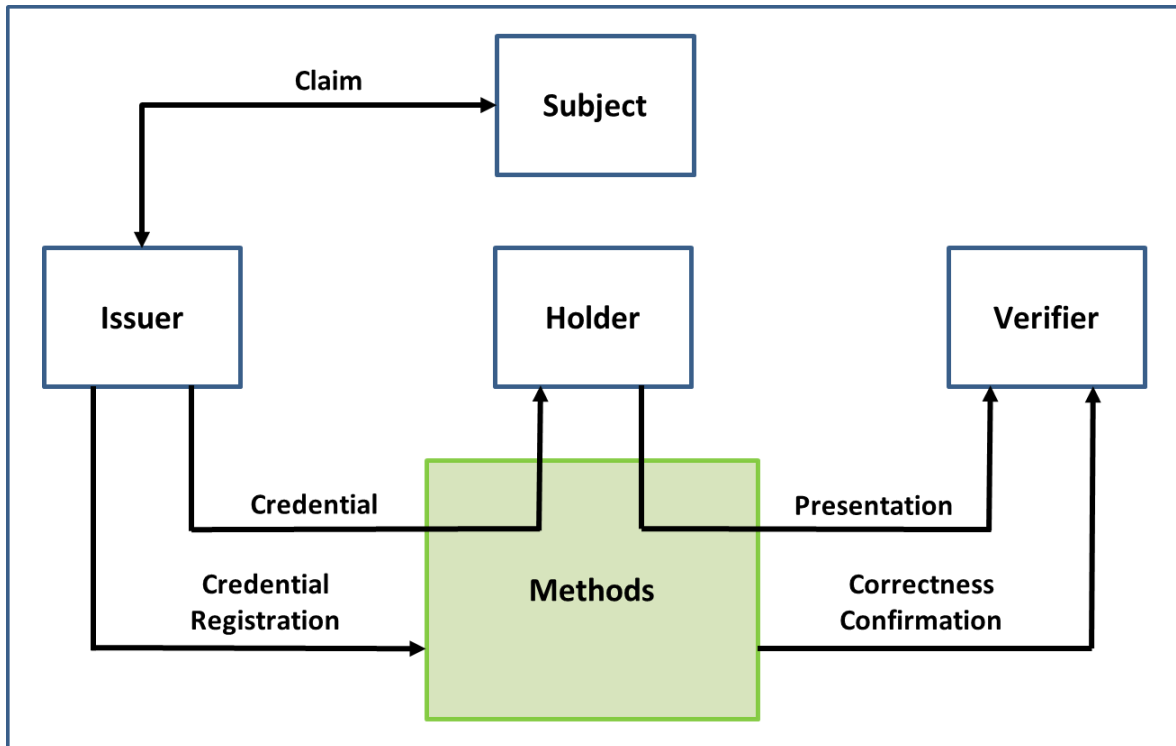 Claim
Subject
Issuer
Holder
Verifier
Credential
Presentation
Credential
Registration
Methods
Correctness
Confirmation